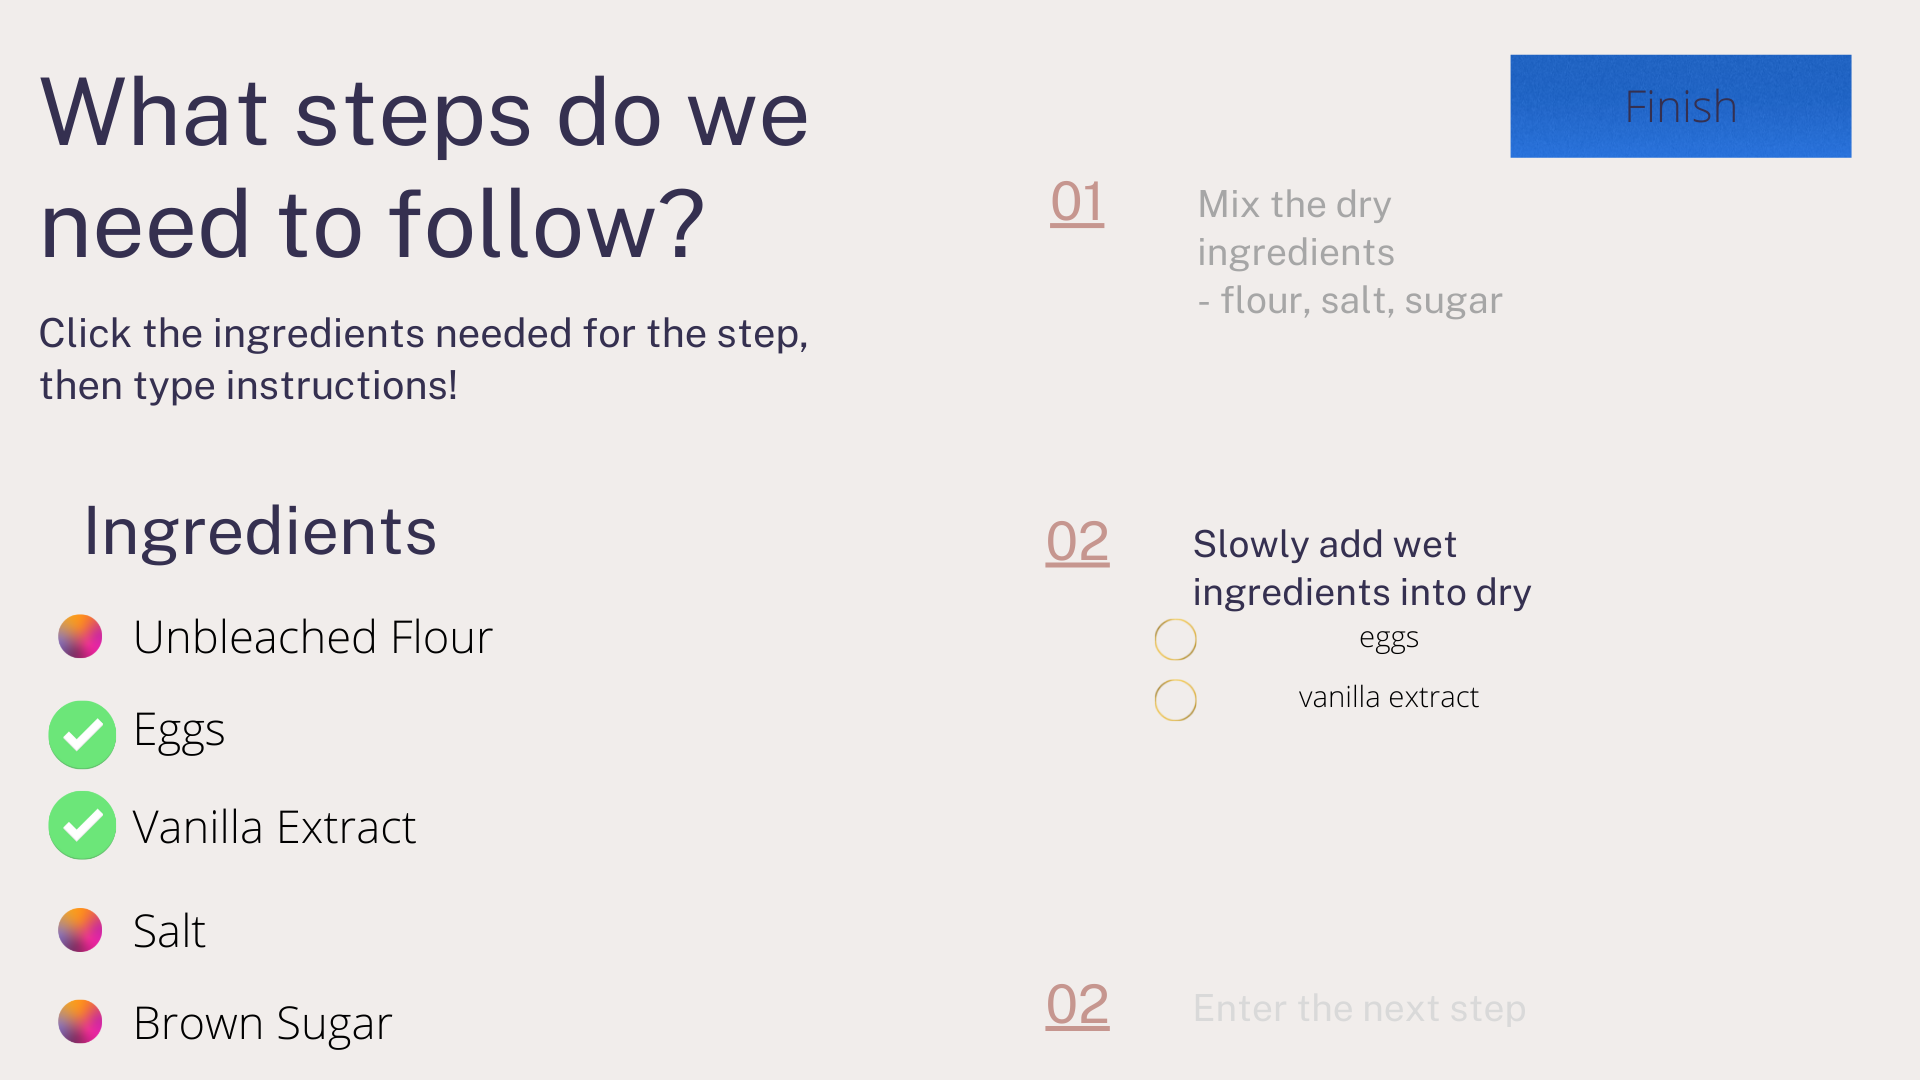 What steps do we
need to follow?
Click the ingredients needed for the step,
then type instructions!
Ingredients
Unbleached Flour
Eggs
Vanilla Extract
Salt
Brown Sugar
Finish
01
Mix the dry
ingredients
- flour, salt, sugar
02
Slowly add wet
ingredients into dry
eggs
vanilla extract
02
Enter the next step